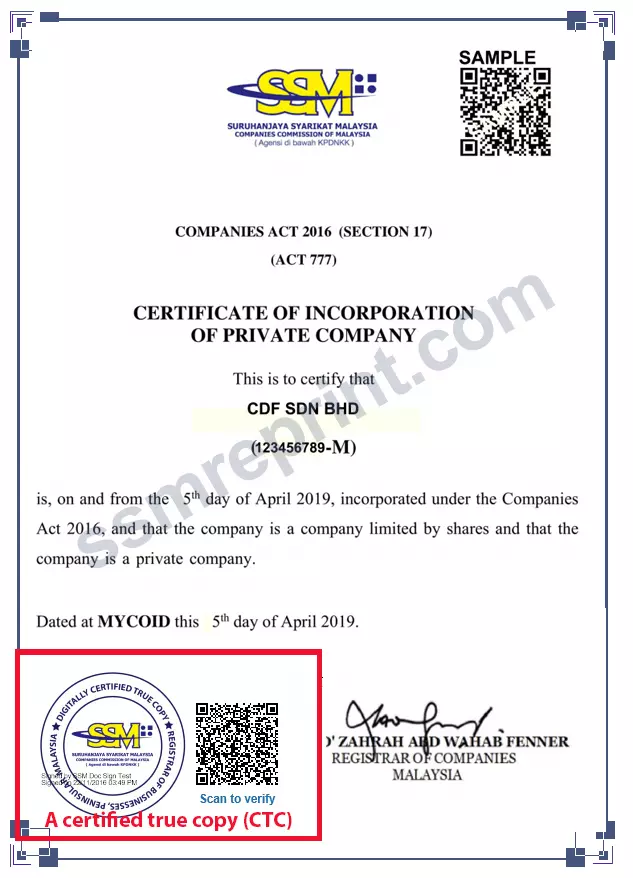 SAMPLE
SSM
SURUHANJAYA SYARIKAT MALAYSIA
COMPANIES COMMISSION OF MALAYSIA
( Agensi di bawah KPDNKK )
COMPANIES ACT 2016 (SECTION 17)
(ACT 777)
CERTIFICATE OF INCORPORATION
OF PRIVATE COMPANY
This is to certify that
CDF SDN BHD
(123456789-M)
is, on and from the 5th day of April 2019, incorporated under the Companies
Act 2016, and that the company is a company limited by shares and that the
company is a private company.
Dated at MYCOID this 5th day of April 2019.
ssmreprint.com
DIGITALLY CERTIFIED TRUE COPY ★ REGISTRAR OF BUSINESSES, PENINSULAR MALAYSIA ★
SSM
SURUHANJAYA SYARIKAT MALAYSIA
COMPANIES COMMISSION OF MALAYSIA
( Agensi di bawah KPDNKK )
Signed by SSM Doc Sign Test
22/11/2016 03:49 PM
Scan to verify
A certified true copy (CTC)
ZAHRAH ABD WAHAB FENNER
REGISTRAR OF COMPANIES
MALAYSIA